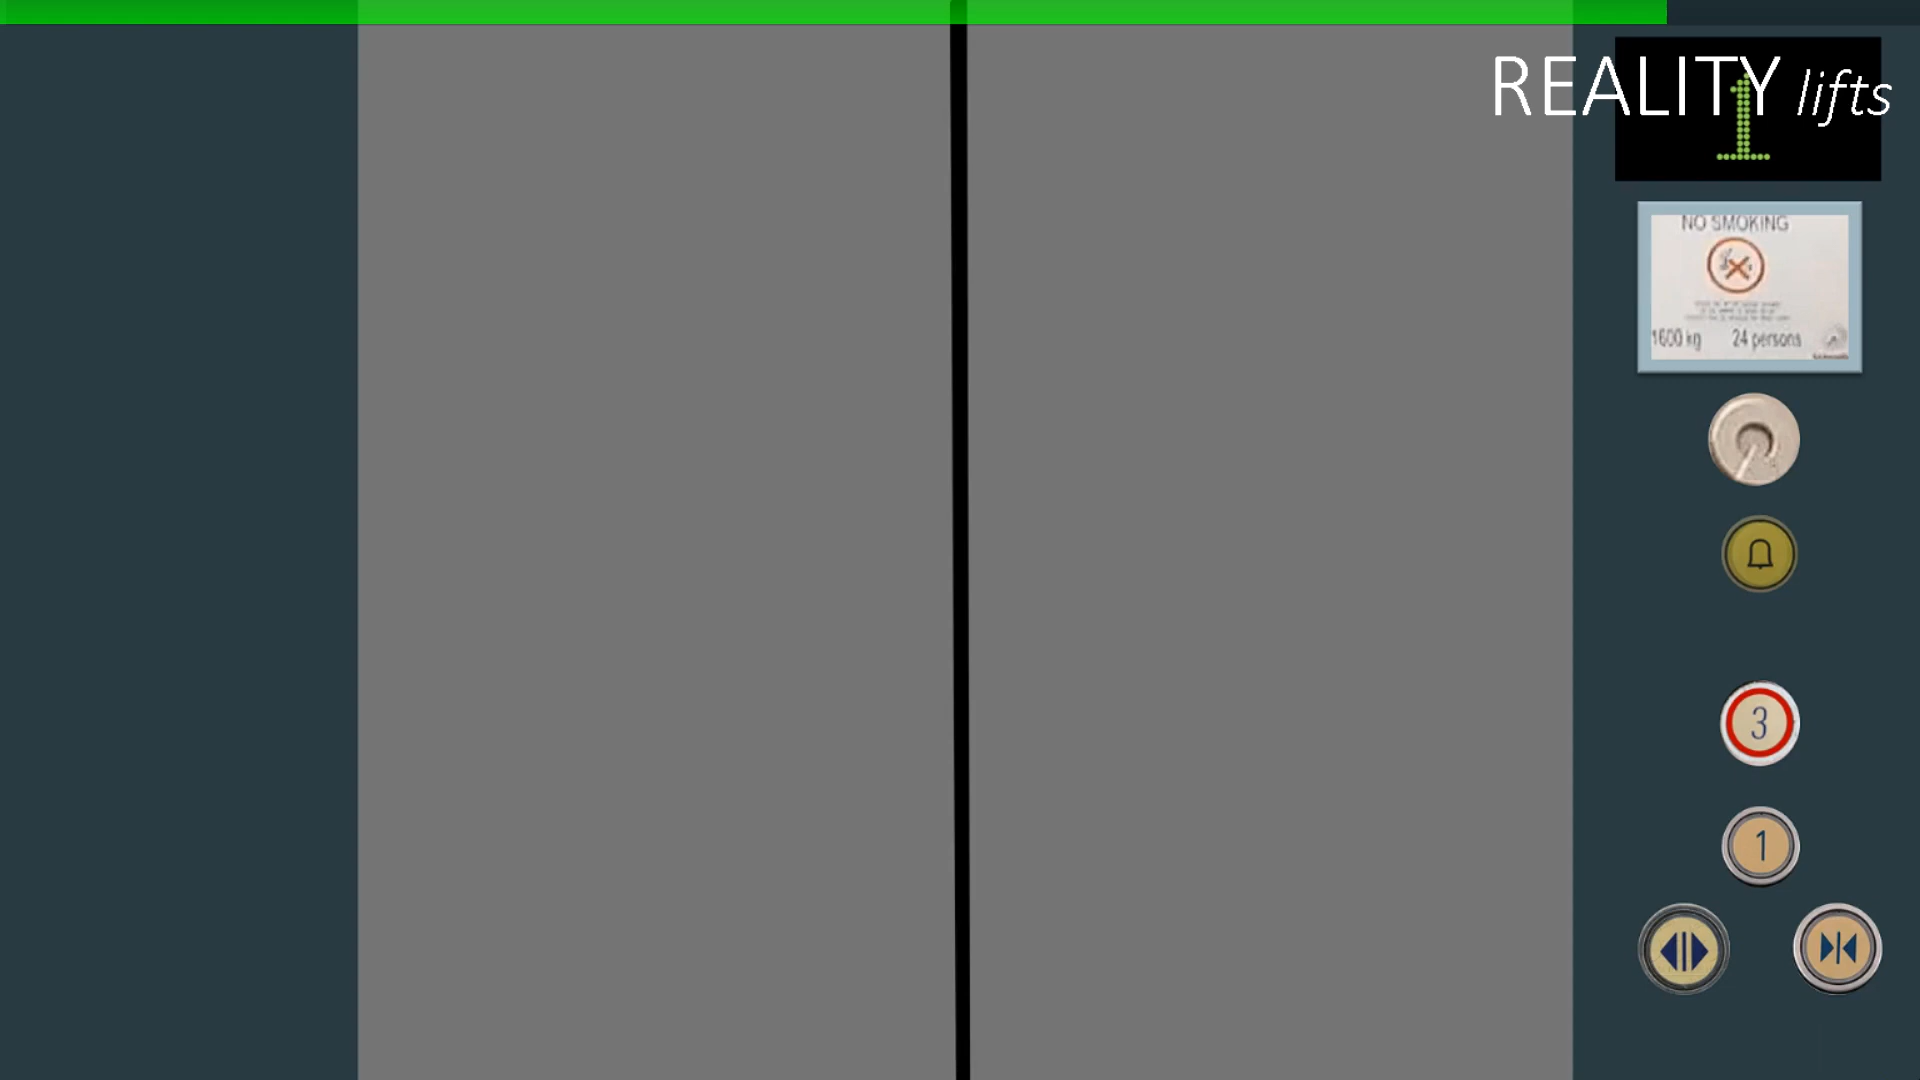 REALITY lifts
1
NO SMOKING
1600 kg 24 persons
3
1